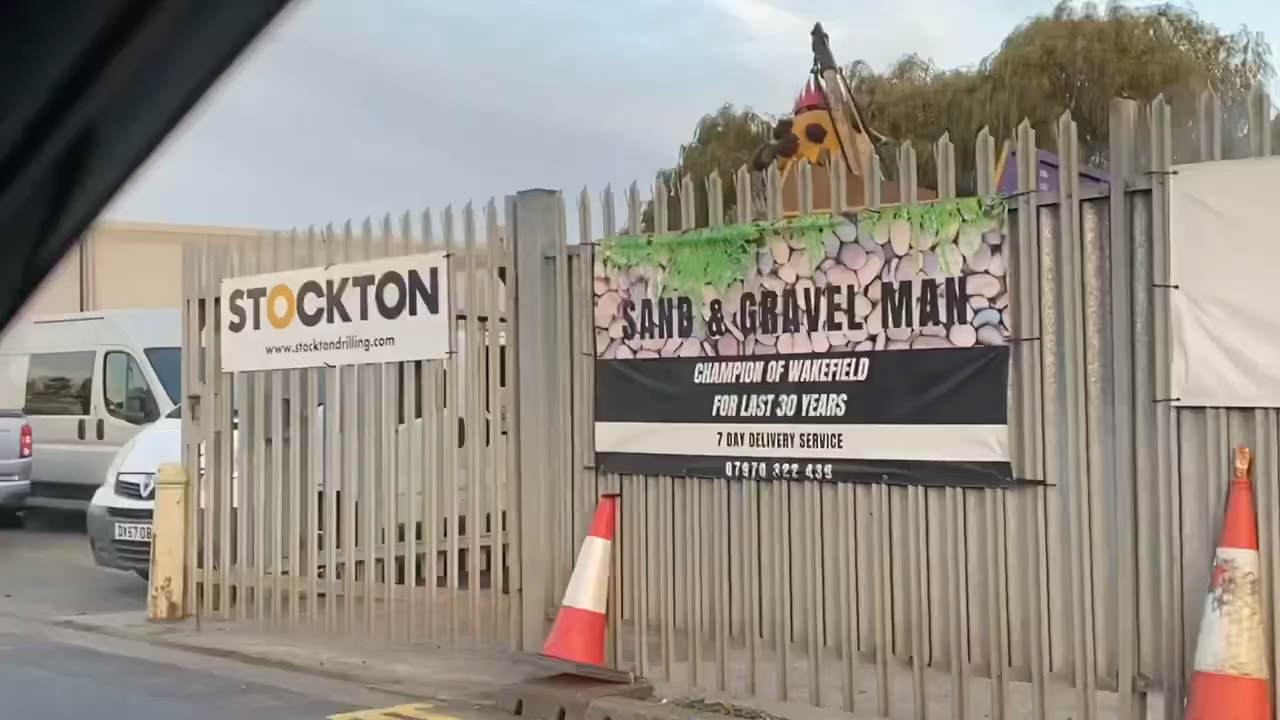 STOCKTON
www.stocktondrilling.com
SAND & GRAVEL MAN
CHAMPION OF WAKEFIELD
FOR LAST 30 YEARS
7 DAY DELIVERY SERVICE
07970 322 439